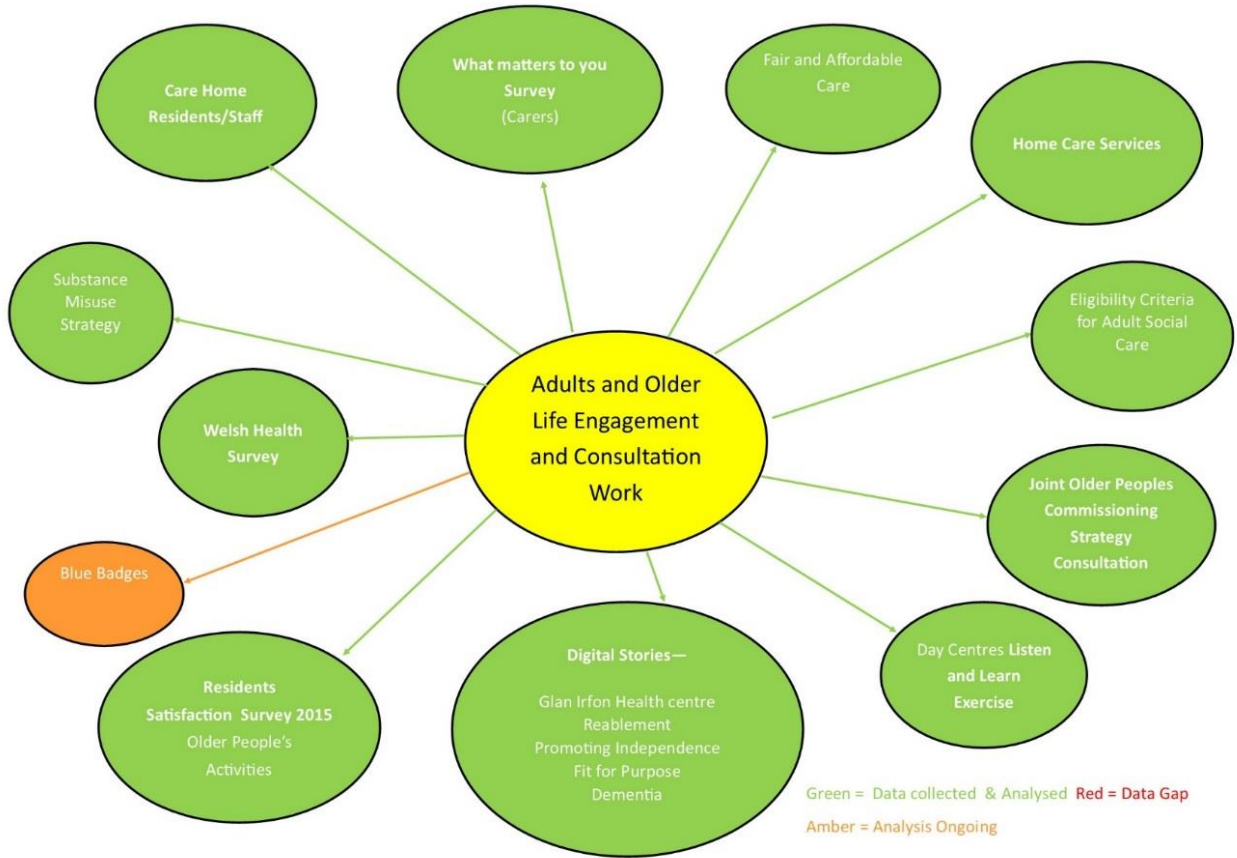 Care Home
Residents/Staff
What matters to you
Survey
(Carers)
Fair and Affordable
Care
Home Care Services
Substance
Misuse
Strategy
Eligibility Criteria
for Adult Social
Care
Adults and Older
Life Engagement
and Consultation
Work
Welsh Health
Survey
Joint Older Peoples
Commissioning
Strategy
Consultation
Blue Badges
Residents
Satisfaction Survey 2015
Older People's
Activities
Digital Stories—
Glan Irfon Health centre
Reablement
Promoting Independence
Fit for Purpose
Dementia
Day Centres Listen
and Learn
Exercise
Green = Data collected & Analysed Red = Data Gap
Amber = Analysis Ongoing